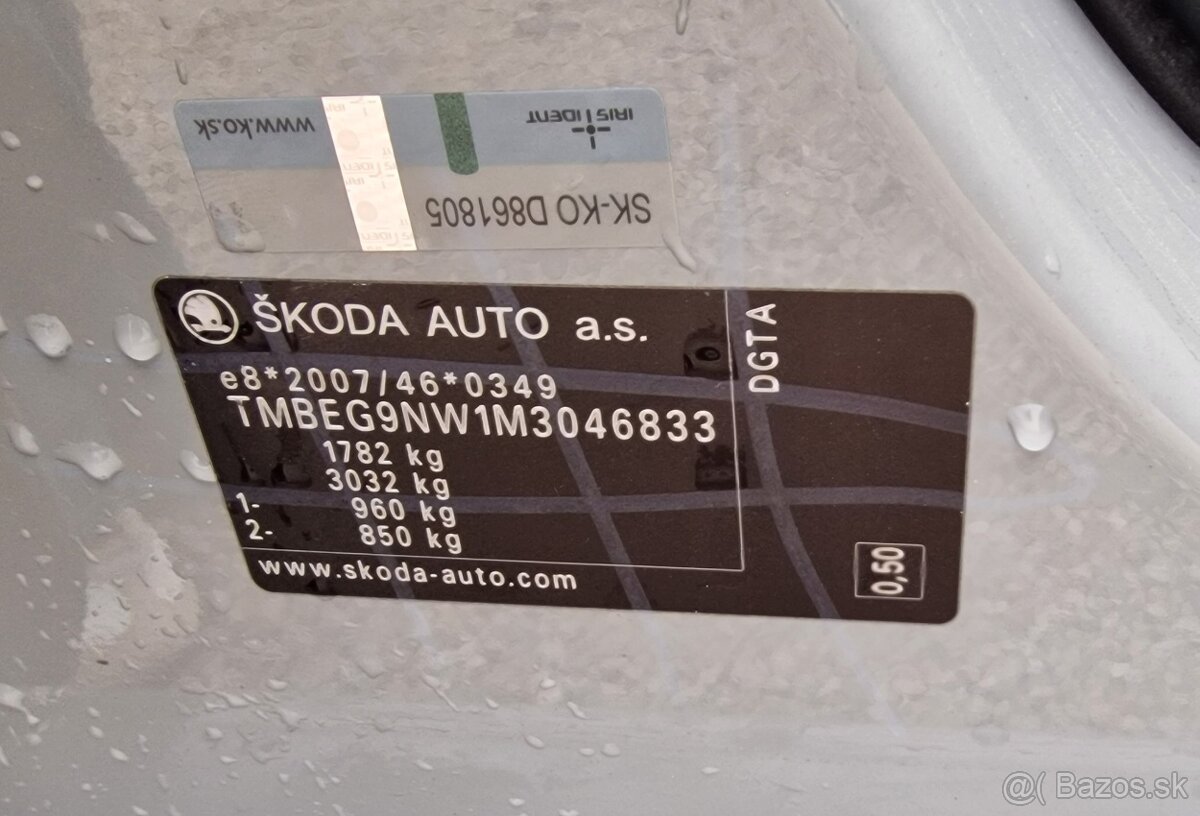 www.ko.sk
IRIS IDENT
SK-KO D861805
ŠKODA AUTO a.s.
DGTA
e8*2007/46*0349
TMBEG9NW1M3046833
1782 kg
3032 kg
1- 960 kg
2- 850 kg
www.skoda-auto.com
0,50
@( Bazos.sk